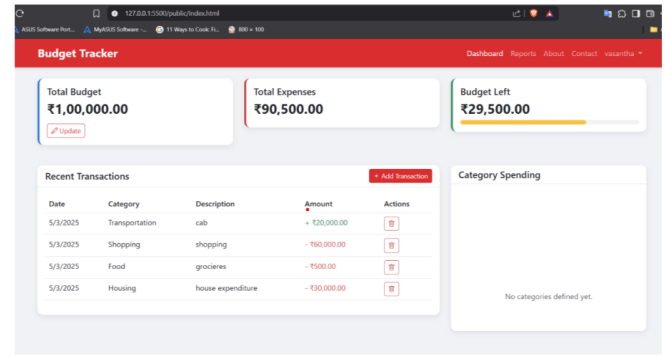 127.0.0.1:5500/public/index.html
ASUS Software Port... MyASUS Software -... 11 Ways to Cook: Fi... 800 × 100
Budget Tracker Dashboard Reports About Contact vasantha
Total Budget Total Expenses Budget Left
₹1,00,000.00 ₹90,500.00 ₹29,500.00
Update
Recent Transactions + Add Transaction Category Spending
Date Category Description Amount Actions
5/3/2025 Transportation cab + ₹20,000.00
5/3/2025 Shopping shopping - ₹60,000.00
5/3/2025 Food grocieres - ₹500.00
5/3/2025 Housing house expenditure - ₹30,000.00
No categories defined yet.